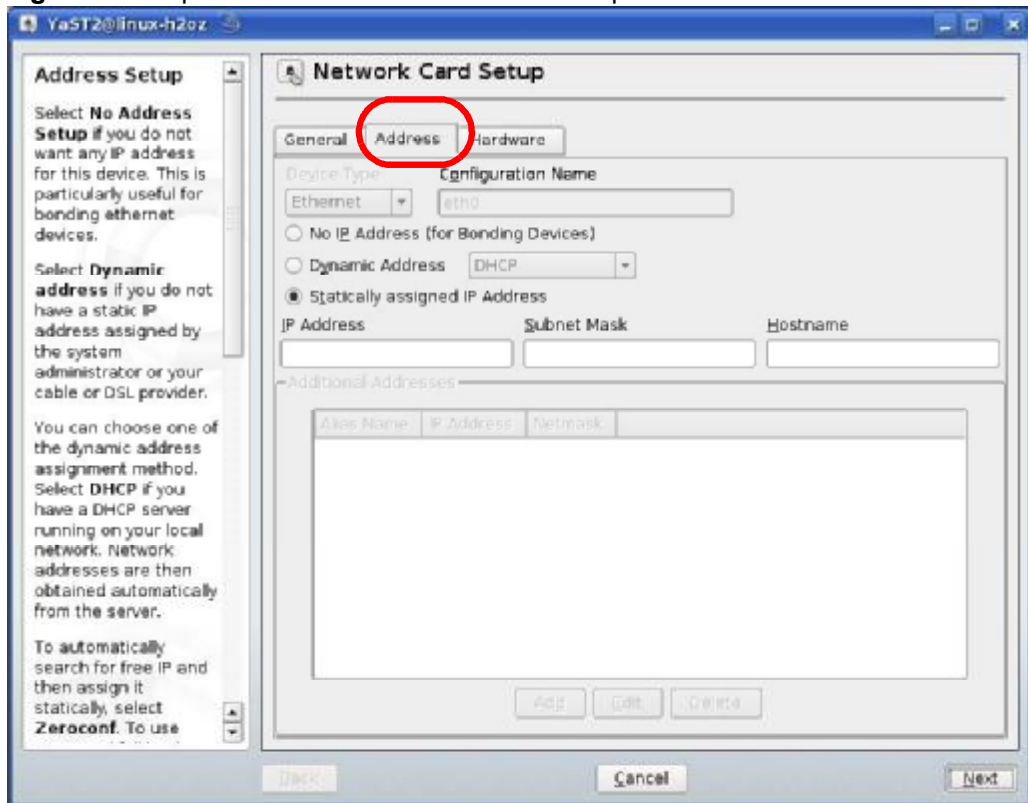 YaST2@linux-h2oz
Address Setup
Select No Address
Setup if you do not
want any IP address
for this device. This is
particularly useful for
bonding ethernet
devices.
Select Dynamic
address if you do not
have a static IP
address assigned by
the system
administrator or your
cable or DSL provider.
You can choose one of
the dynamic address
assignment method.
Select DHCP if you
have a DHCP server
running on your local
network. Network
addresses are then
obtained automatically
from the server.
To automatically
search for free IP and
then assign it
statically, select
Zeroconf. To use
Network Card Setup
General Address Hardware
Device Type Configuration Name
Ethernet eth0
No IP Address (for Bonding Devices)
Dynamic Address DHCP
Statically assigned IP Address
IP Address Subnet Mask Hostname
Additional Addresses
Alias Name IP Address Netmask
Add Edit Delete
Back Cancel Next